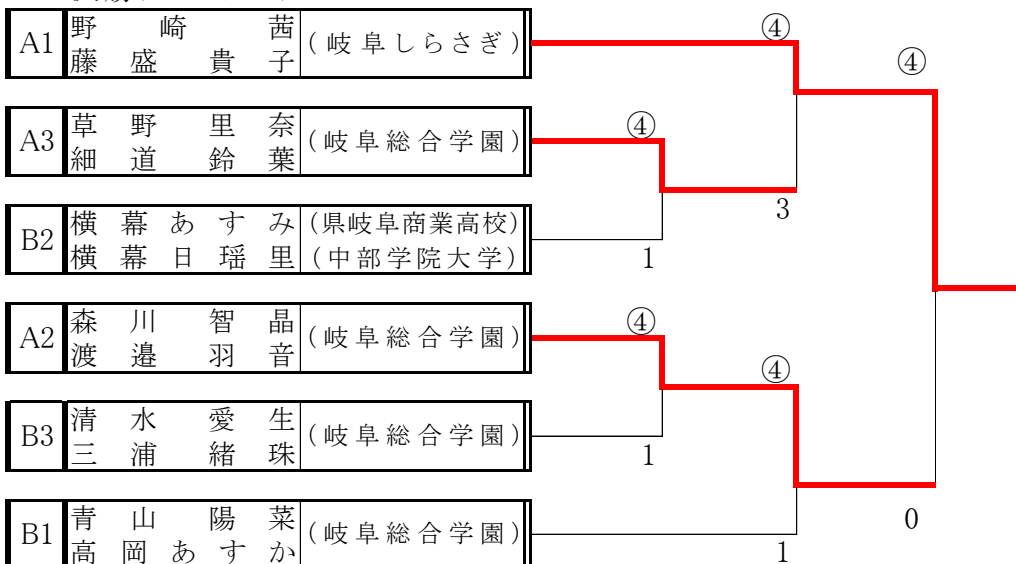 A1 野崎茜 (岐阜しらさぎ)
藤盛貴子
④
④
A3 草野里奈 (岐阜総合学園)
細道鈴葉
④
3
B2 横幕あすみ (県岐阜商業高校)
横幕日瑶里 (中部学院大学)
1
A2 森川智晶 (岐阜総合学園)
渡邉羽音
④
④
B3 清水愛生 (岐阜総合学園)
三浦緒珠
1
B1 青山陽菜 (岐阜総合学園)
高岡あすか
0
1